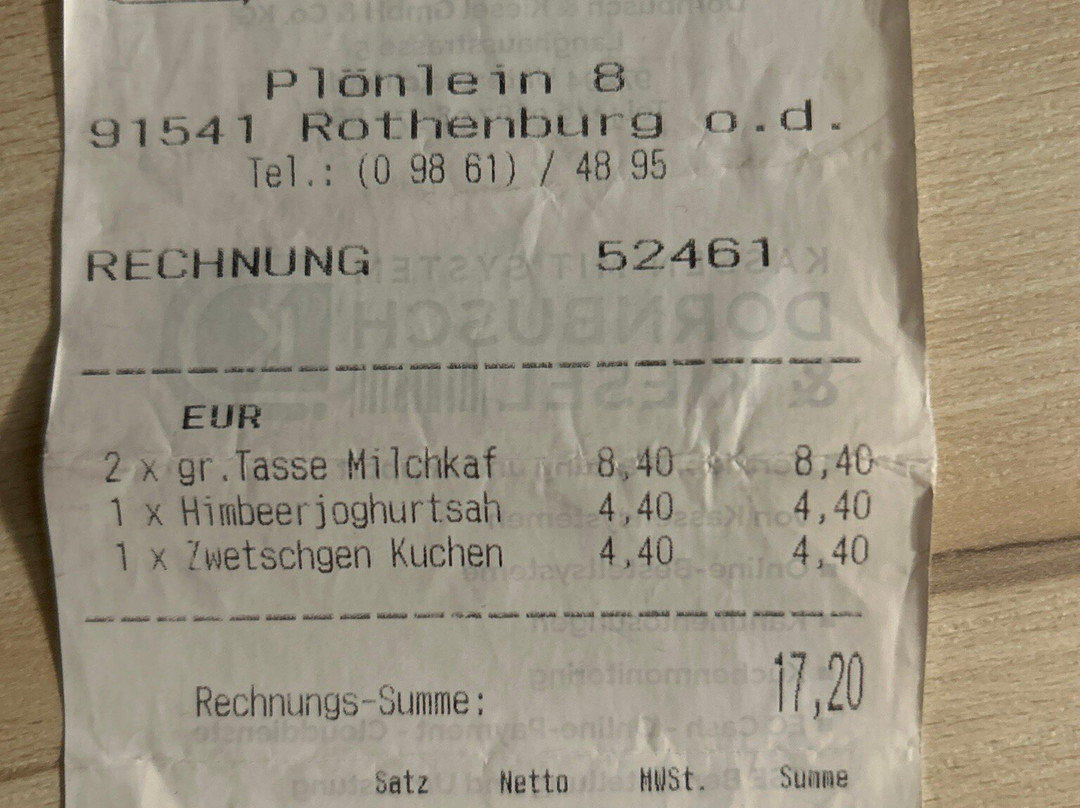 Plönlein 8
91541 Rothenburg o.d.
Tel.: (0 98 61) / 48 95
RECHNUNG 52461
EUR
2 x gr.Tasse Milchkaf 8,40 8,40
1 x Himbeerjoghurtsah 4,40 4,40
1 x Zwetschgen Kuchen 4,40 4,40
Rechnungs-Summe: 17,20
Satz Netto MWSt. Summe